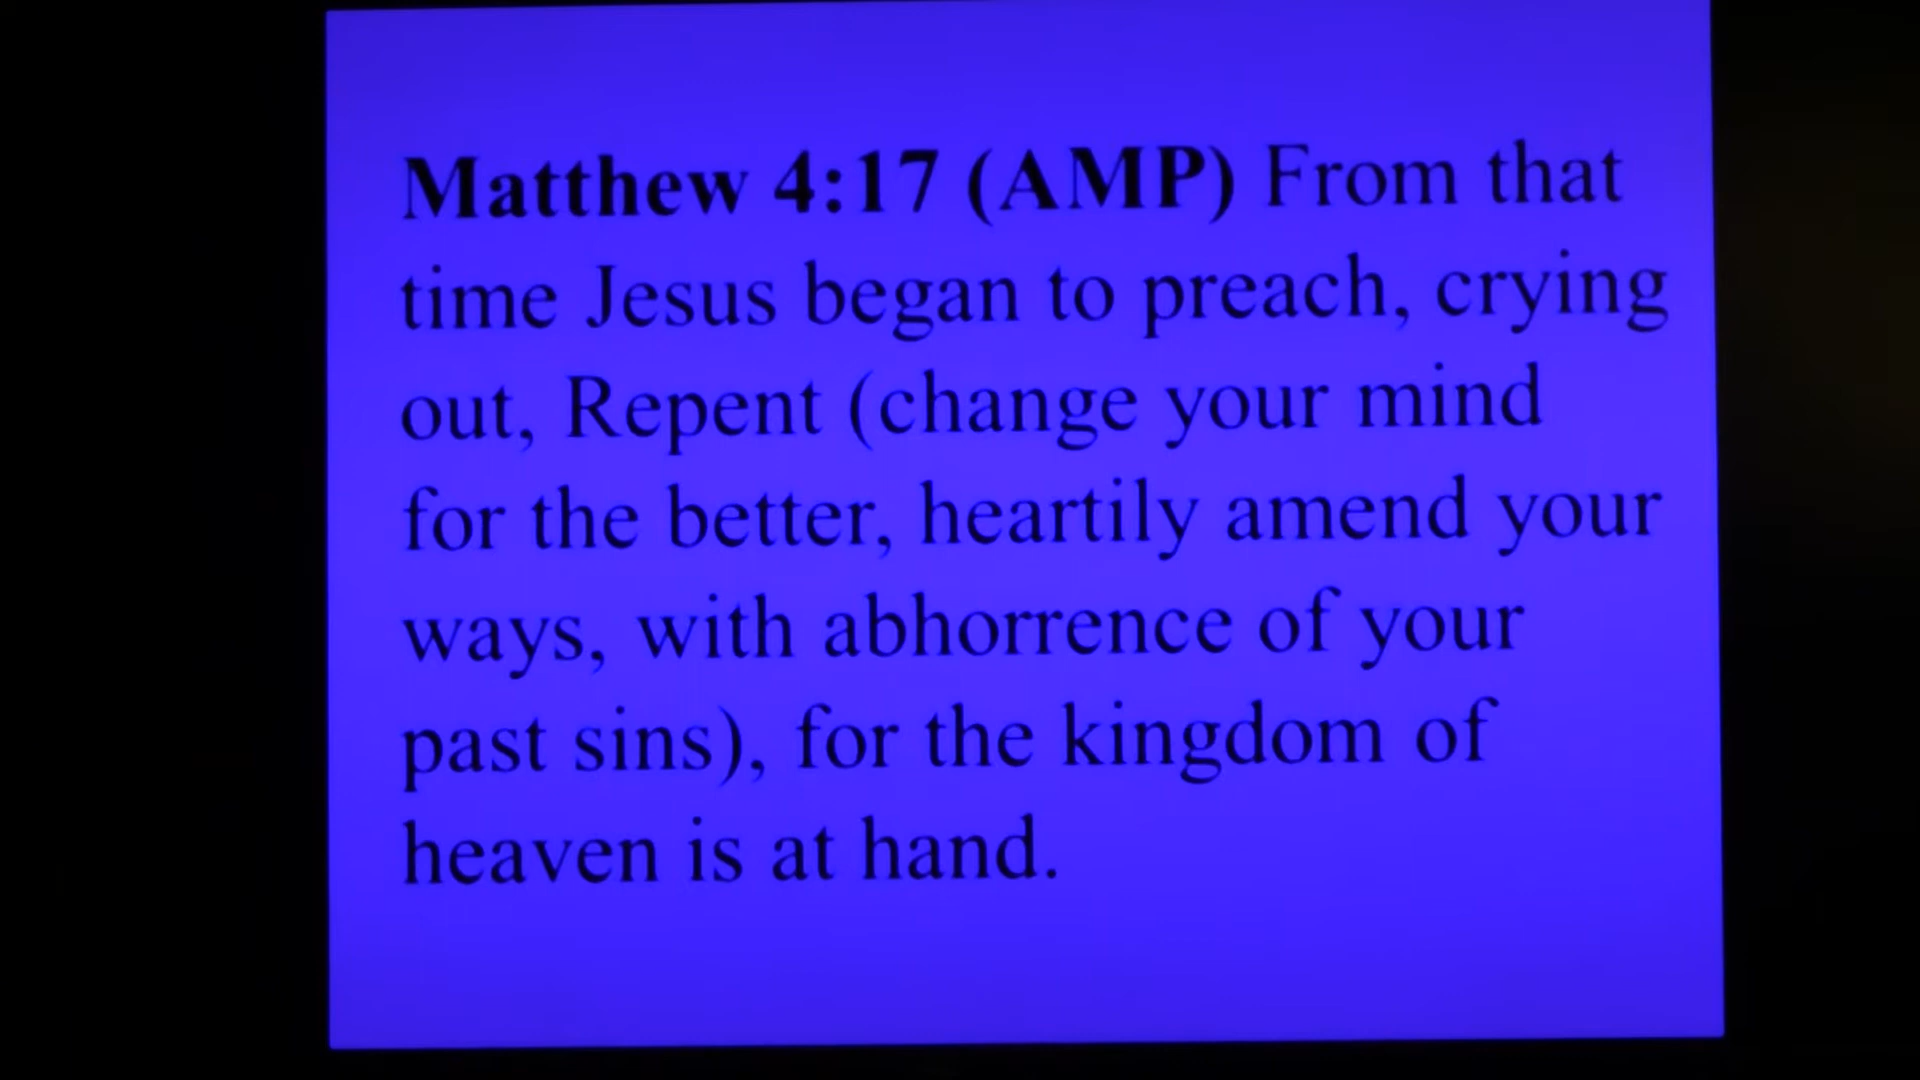 Matthew 4:17 (AMP) From that
time Jesus began to preach, crying
out, Repent (change your mind
for the better, heartily amend your
ways, with abhorrence of your
past sins), for the kingdom of
heaven is at hand.